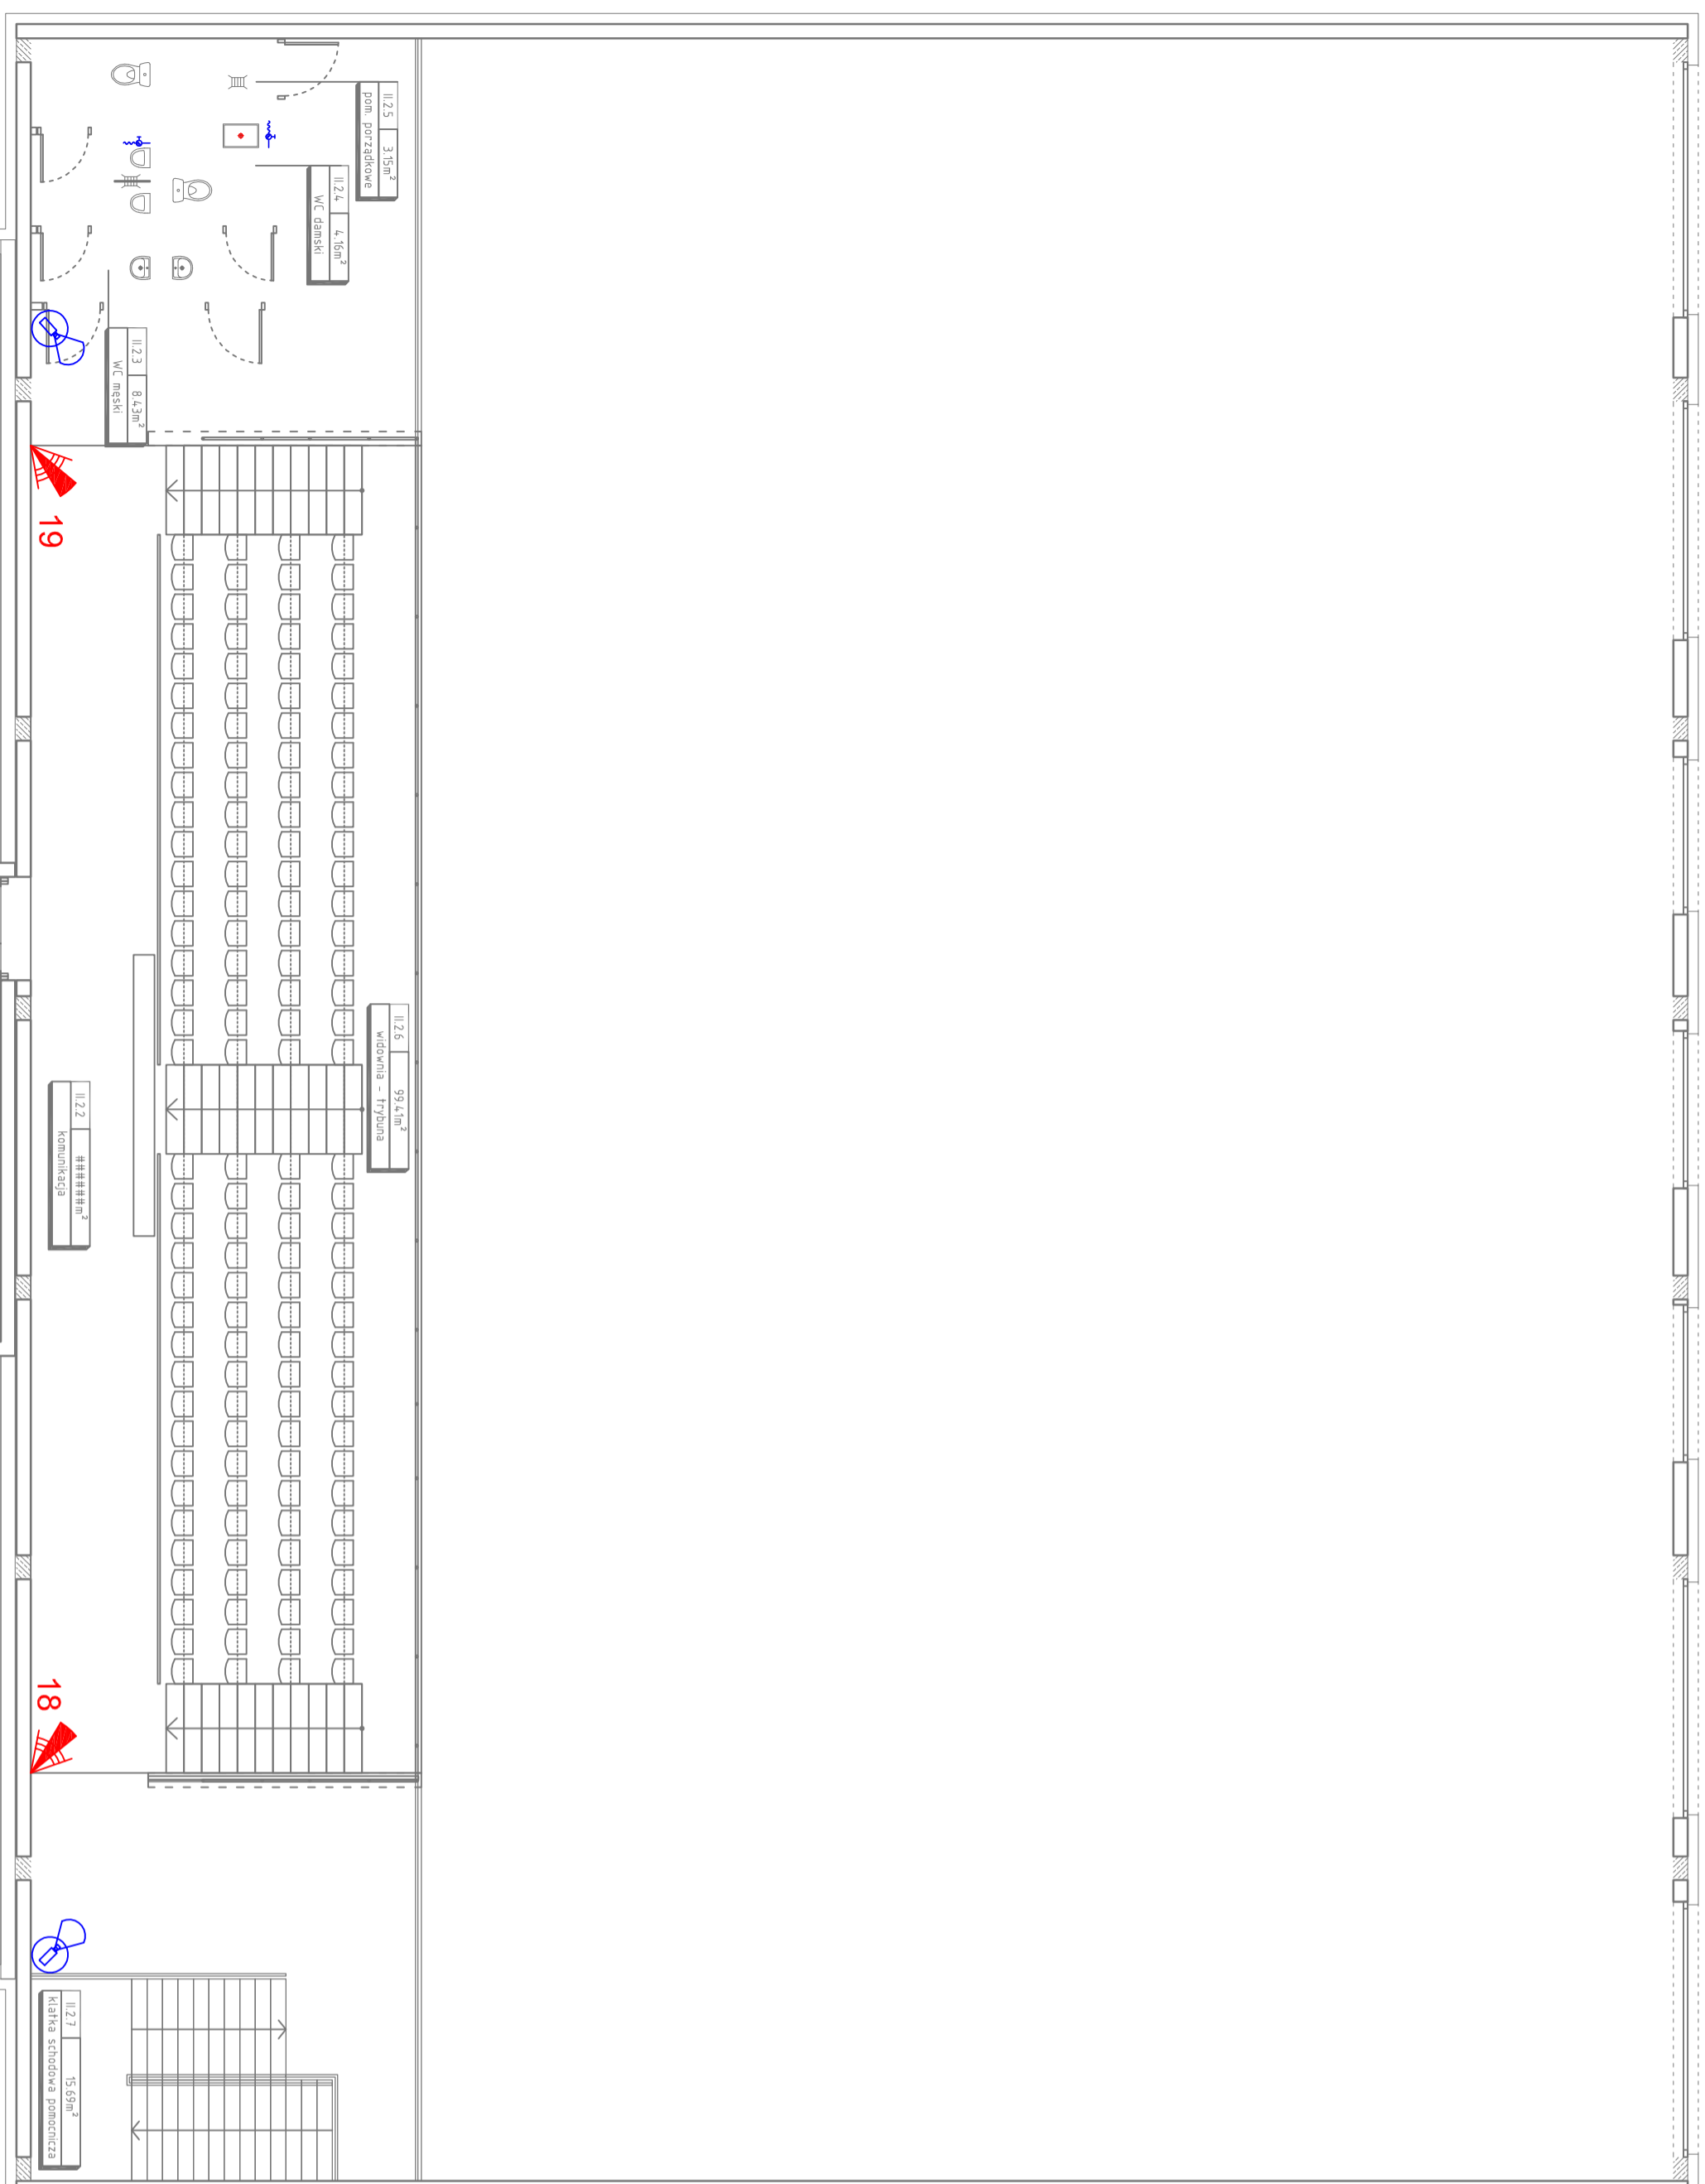 II.2.5 3.15m²
pom. porządkowe
II.2.4 4.16m²
WC damski
II.2.3 8.43m²
WC męski
19
II.2.6 99.41m²
widownia - trybuna
II.2.2 ######m²
komunikacja
18
II.2.7 15.69m²
klatka schodowa pomocnicza